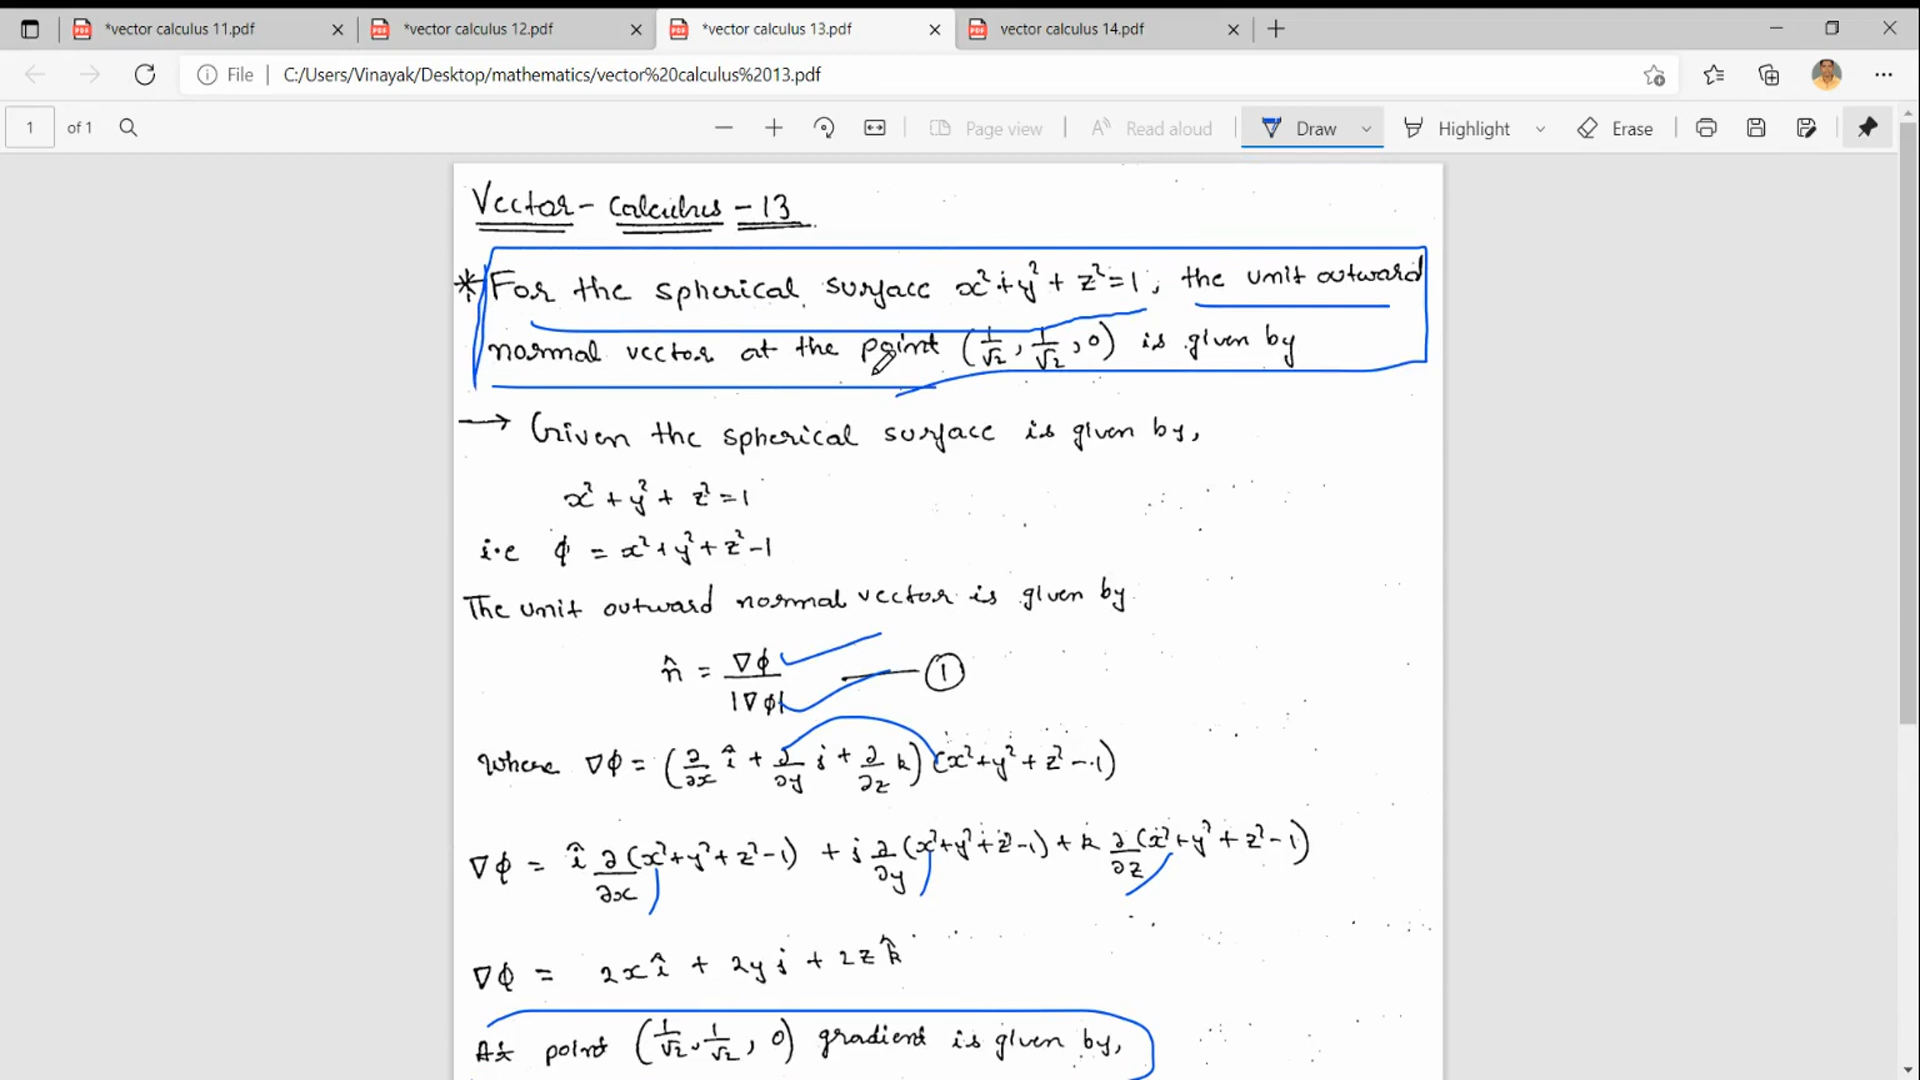 *vector calculus 11.pdf
*vector calculus 12.pdf
*vector calculus 13.pdf
vector calculus 14.pdf
File
C:/Users/Vinayak/Desktop/mathematics/vector%20calculus%2013.pdf
1 of 1
Page view
Read aloud
Draw
Highlight
Erase
Vector - Calculus - 13
* For the spherical surface x²+y²+z²=1, the unit outward
normal vector at the point (1/√2, 1/√2, 0) is given by
→ Given the spherical surface is given by,
x²+y²+z²=1
i.e ϕ = x²+y²+z²-1
The unit outward normal vector is given by
n̂ = ∇ϕ/|∇ϕ| — ①
Where ∇ϕ = (∂/∂x î + ∂/∂y j + ∂/∂z k) (x²+y²+z²-1)
∇ϕ = î ∂/∂x (x²+y²+z²-1) + j ∂/∂y (x²+y²+z²-1) + k ∂/∂z (x²+y²+z²-1)
∇ϕ = 2x î + 2y j + 2z k̂
At point (1/√2, 1/√2, 0) gradient is given by,